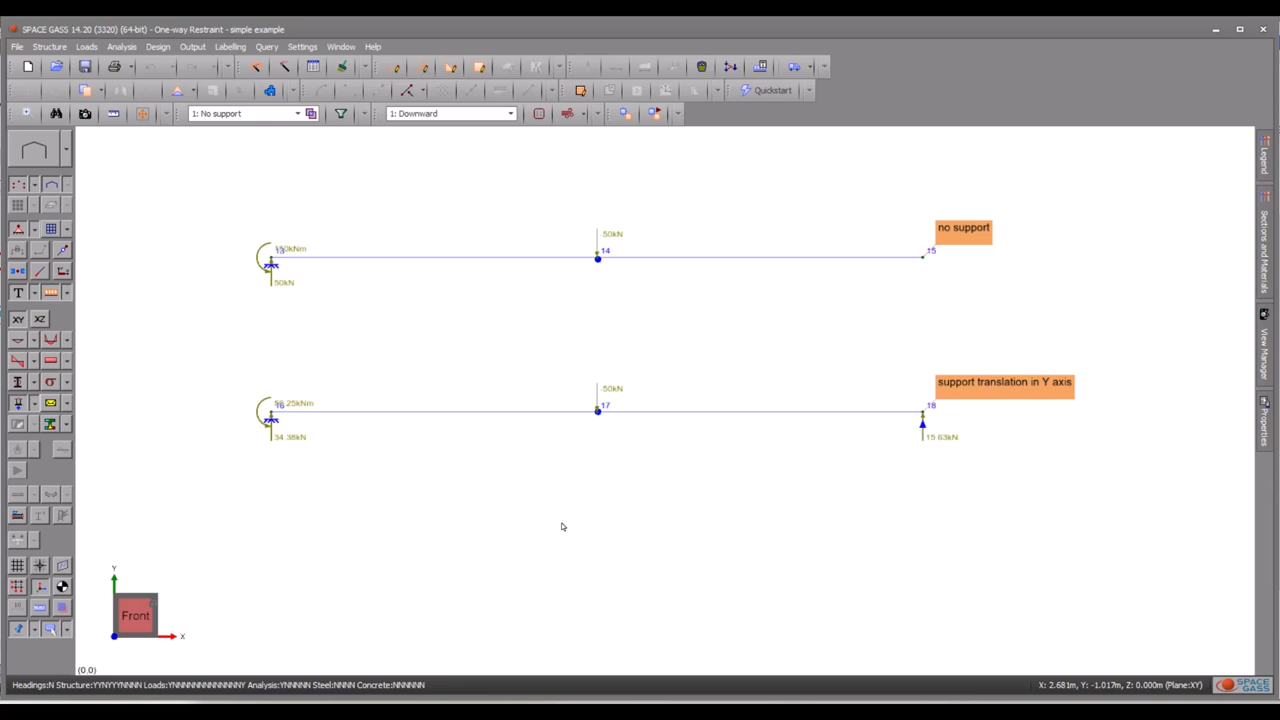 SPACE GASS 14.20 (3320) (64-bit) - One-way Restraint - simple example
File Structure Loads Analysis Design Output Labelling Query Settings Window Help
Quickstart
1: No support
1: Downward
Legend
Sections and Materials
View Manager
Properties
XY XZ
no support
50kN
13
14
15
50kN
support translation in Y axis
50kN
16
17
18
34.38kN
15.63kN
Y
Front
X
(0,0)
Headings:N Structure:YYNYYYNNNN Loads:YNNNNNNNNNNNNY Analysis:YNNNNN Steel:NNNN Concrete:NNNNNN
X: 2.681m, Y: -1.017m, Z: 0.000m (Plane:XY)
SPACE GASS